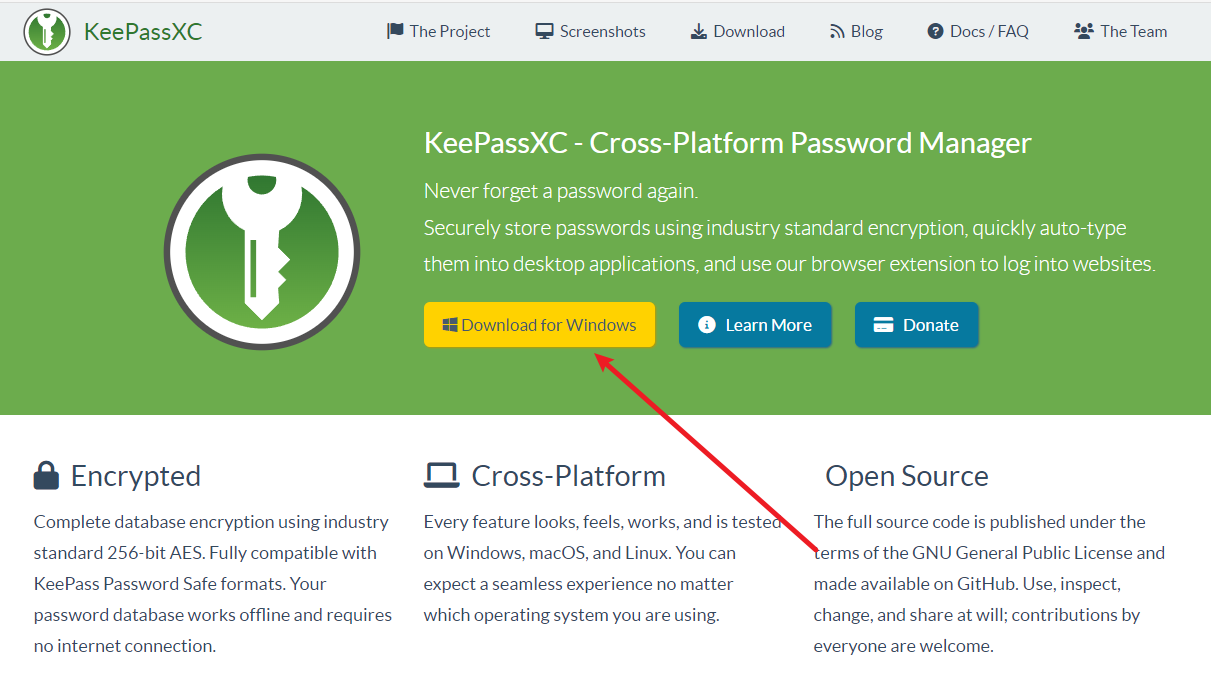 KeePassXC
The Project
Screenshots
Download
Blog
Docs / FAQ
The Team
KeePassXC - Cross-Platform Password Manager
Never forget a password again.
Securely store passwords using industry standard encryption, quickly auto-type
them into desktop applications, and use our browser extension to log into websites.
Download for Windows
Learn More
Donate
Encrypted
Complete database encryption using industry
standard 256-bit AES. Fully compatible with
KeePass Password Safe formats. Your
password database works offline and requires
no internet connection.
Cross-Platform
Every feature looks, feels, works, and is tested
on Windows, macOS, and Linux. You can
expect a seamless experience no matter
which operating system you are using.
Open Source
The full source code is published under the
terms of the GNU General Public License and
made available on GitHub. Use, inspect,
change, and share at will; contributions by
everyone are welcome.